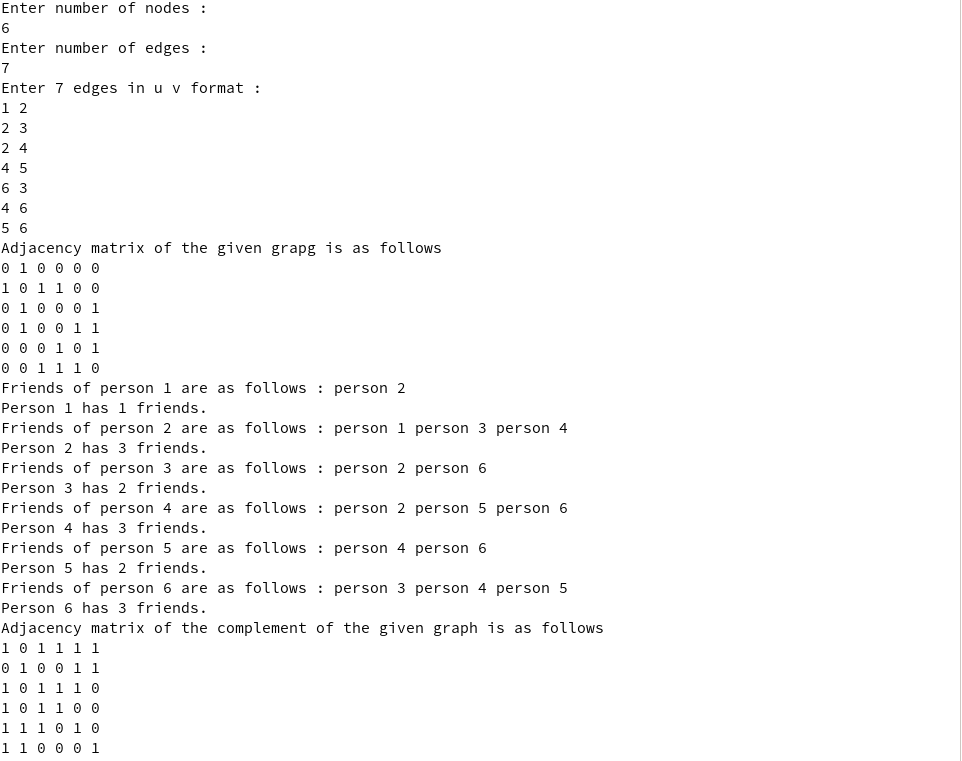 Enter number of nodes :
6
Enter number of edges :
7
Enter 7 edges in u v format :
1 2
2 3
2 4
4 5
6 3
4 6
5 6
Adjacency matrix of the given grapg is as follows
0 1 0 0 0 0
1 0 1 1 0 0
0 1 0 0 0 1
0 1 0 0 1 1
0 0 0 1 0 1
0 0 1 1 1 0
Friends of person 1 are as follows : person 2
Person 1 has 1 friends.
Friends of person 2 are as follows : person 1 person 3 person 4
Person 2 has 3 friends.
Friends of person 3 are as follows : person 2 person 6
Person 3 has 2 friends.
Friends of person 4 are as follows : person 2 person 5 person 6
Person 4 has 3 friends.
Friends of person 5 are as follows : person 4 person 6
Person 5 has 2 friends.
Friends of person 6 are as follows : person 3 person 4 person 5
Person 6 has 3 friends.
Adjacency matrix of the complement of the given graph is as follows
1 0 1 1 1 1
0 1 0 0 1 1
1 0 1 1 1 0
1 0 1 1 0 0
1 1 1 0 1 0
1 1 0 0 0 1